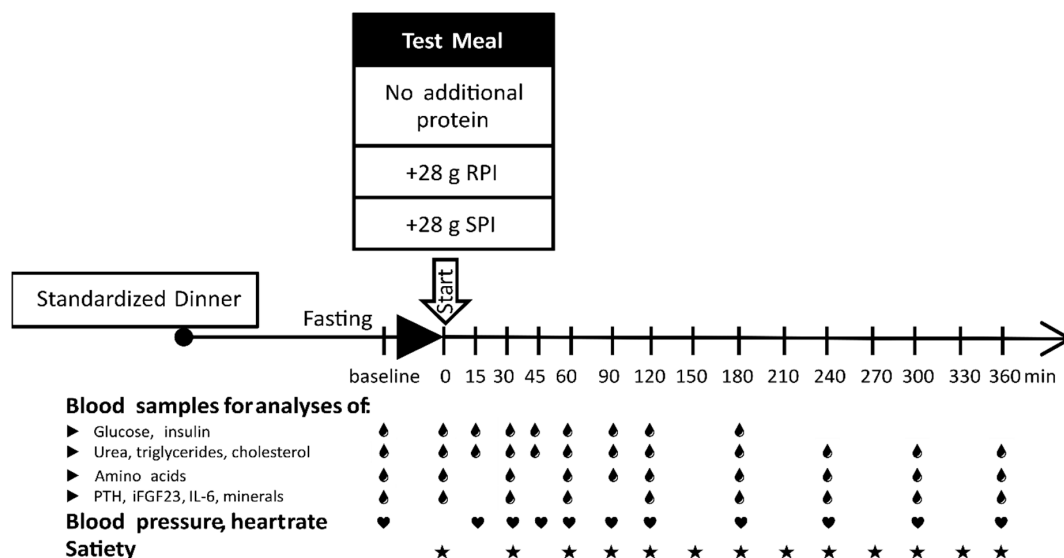 Test Meal
No additional
protein
+28 g RPI
+28 g SPI
Start
Standardized Dinner
Fasting
baseline 0 15 30 45 60 90 120 150 180 210 240 270 300 330 360 min
Blood samples for analyses of:
Glucose, insulin
Urea, triglycerides, cholesterol
Amino acids
PTH, iFGF23, IL-6, minerals
Blood pressure, heart rate
Satiety